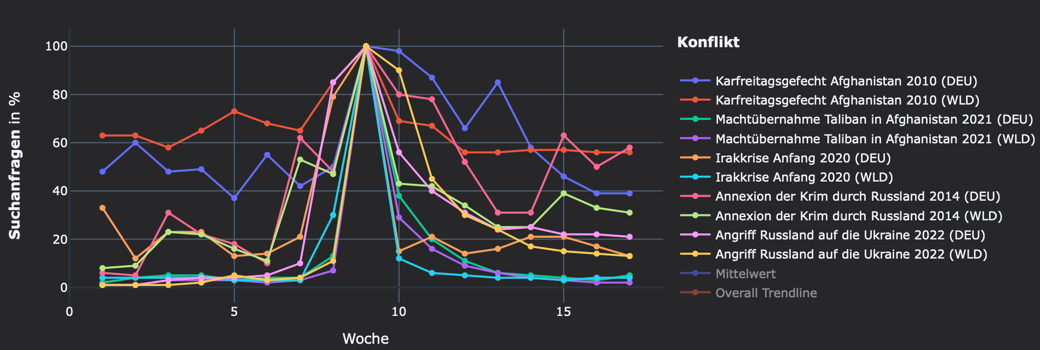 Konflikt
100
80
60
40
20
0
Suchanfragen in %
0
5
10
15
Woche
Karfreitagsgefecht Afghanistan 2010 (DEU)
Karfreitagsgefecht Afghanistan 2010 (WLD)
Machtübernahme Taliban in Afghanistan 2021 (DEU)
Machtübernahme Taliban in Afghanistan 2021 (WLD)
Irakkrise Anfang 2020 (DEU)
Irakkrise Anfang 2020 (WLD)
Annexion der Krim durch Russland 2014 (DEU)
Annexion der Krim durch Russland 2014 (WLD)
Angriff Russland auf die Ukraine 2022 (DEU)
Angriff Russland auf die Ukraine 2022 (WLD)
Mittelwert
Overall Trendline